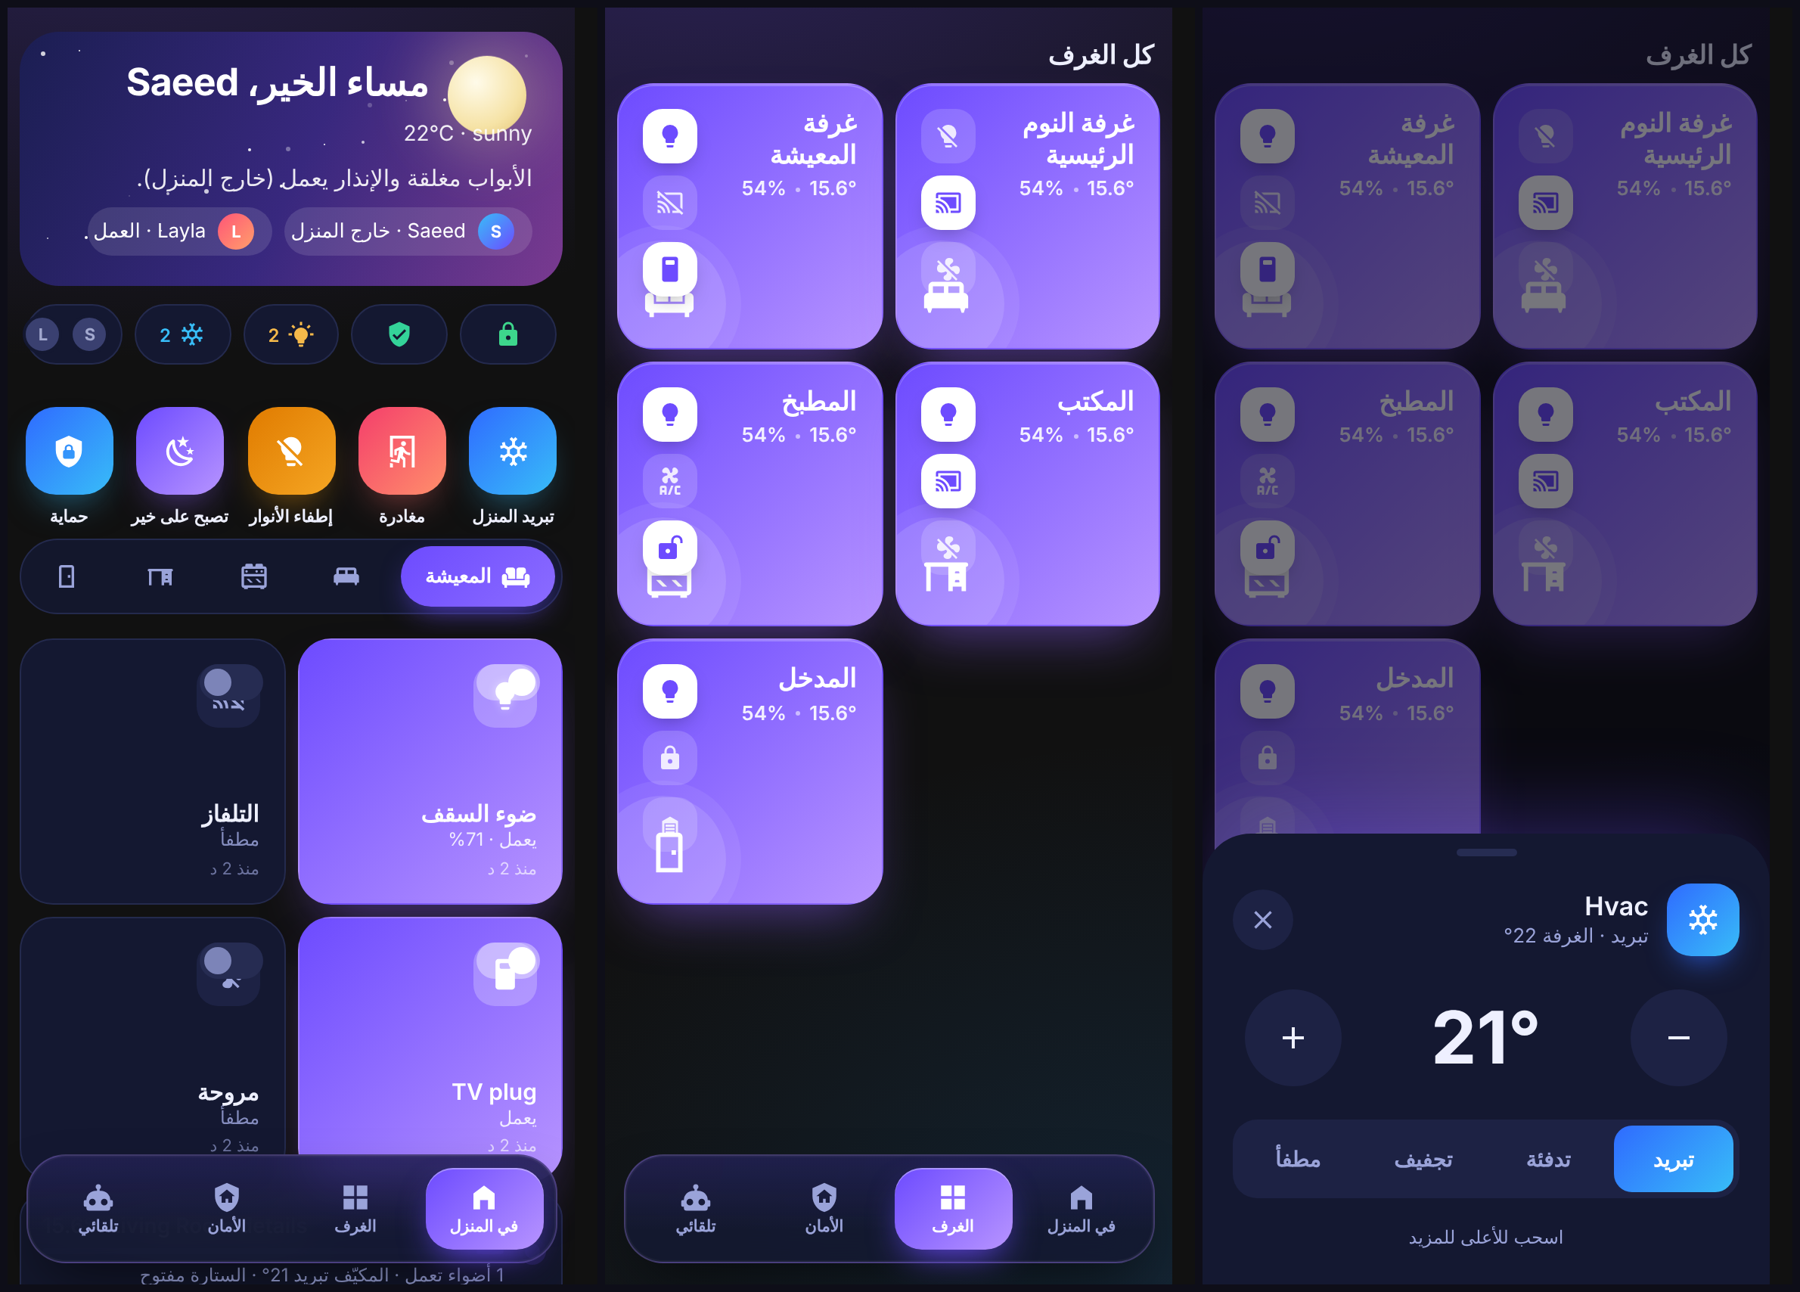 مساء الخير، Saeed
22°C · sunny
الأبواب مغلقة والإنذار يعمل (خارج المنزل).
S
Saeed · خارج المنزل
L
Layla · العمل
2
2
S
L
تبريد المنزل
مغادرة
إطفاء الأنوار
تصبح على خير
حماية
المعيشة
ضوء السقف
يعمل · 71%
منذ 2 د
التلفاز
مطفأ
منذ 2 د
TV plug
يعمل
منذ 2 د
مروحة
مطفأ
منذ 2 د
في المنزل
الغرف
الأمان
تلقائي
1 أضواء تعمل · المكيّف تبريد 21° · الستارة مفتوح
كل الغرف
غرفة النوم
الرئيسية
15.6° • 54%
غرفة
المعيشة
15.6° • 54%
المكتب
15.6° • 54%
المطبخ
15.6° • 54%
A/C
المدخل
15.6° • 54%
في المنزل
الغرف
الأمان
تلقائي
كل الغرف
غرفة النوم
الرئيسية
15.6° • 54%
غرفة
المعيشة
15.6° • 54%
المكتب
15.6° • 54%
المطبخ
15.6° • 54%
A/C
المدخل
15.6° • 54%
Hvac
تبريد · الغرفة 22°
−
21°
+
تبريد
تدفئة
تجفيف
مطفأ
اسحب للأعلى للمزيد